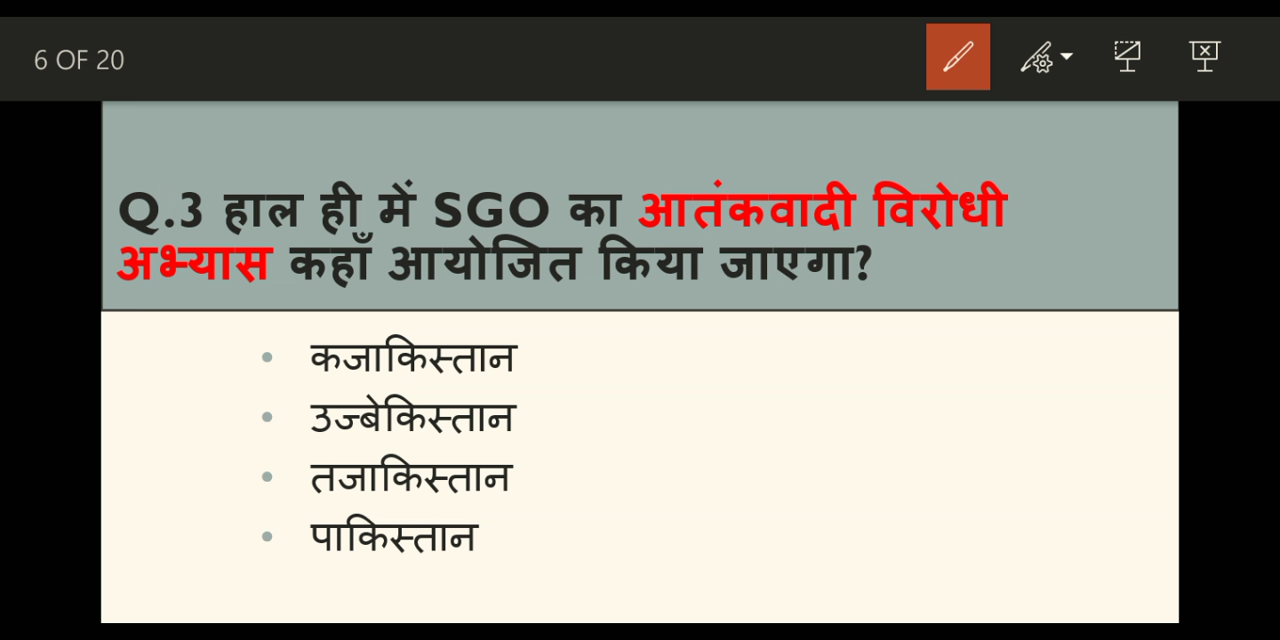 6 OF 20
Q.3 हाल ही में SGO का आतंकवादी विरोधी
अभ्यास कहाँ आयोजित किया जाएगा?
• कजाकिस्तान
• उज्बेकिस्तान
• तजाकिस्तान
• पाकिस्तान